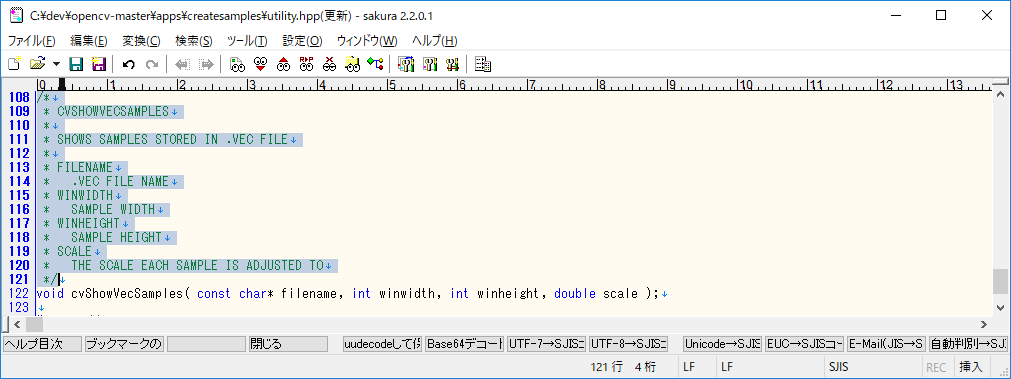 C:¥dev¥opencv-master¥apps¥createsamples¥utility.hpp(更新) - sakura 2.2.0.1
ファイル(F) 編集(E) 変換(C) 検索(S) ツール(T) 設定(O) ウィンドウ(W) ヘルプ(H)
0 1 2 3 4 5 6 7 8 9 10 11 12 13
108 /*↓
109 * CVSHOWVECSAMPLES↓
110 *↓
111 * SHOWS SAMPLES STORED IN .VEC FILE↓
112 *↓
113 * FILENAME↓
114 *   .VEC FILE NAME↓
115 * WINWIDTH↓
116 *   SAMPLE WIDTH↓
117 * WINHEIGHT↓
118 *   SAMPLE HEIGHT↓
119 * SCALE↓
120 *   THE SCALE EACH SAMPLE IS ADJUSTED TO↓
121 */↓
122 void cvShowVecSamples( const char* filename, int winwidth, int winheight, double scale );↓
123 ↓
ヘルプ目次 ブックマークの 閉じる uudecodeして Base64デコート UTF-7→SJISコ UTF-8→SJISコ Unicode→SJIS EUC→SJISコー E-Mail(JIS→S 自動判別→SJ
121 行 4 桁 LF LF SJIS REC 挿入